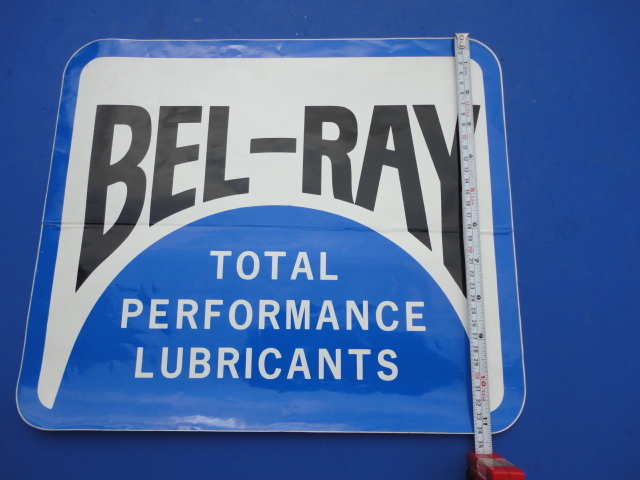 BEL-RAY
TOTAL
PERFORMANCE
LUBRICANTS